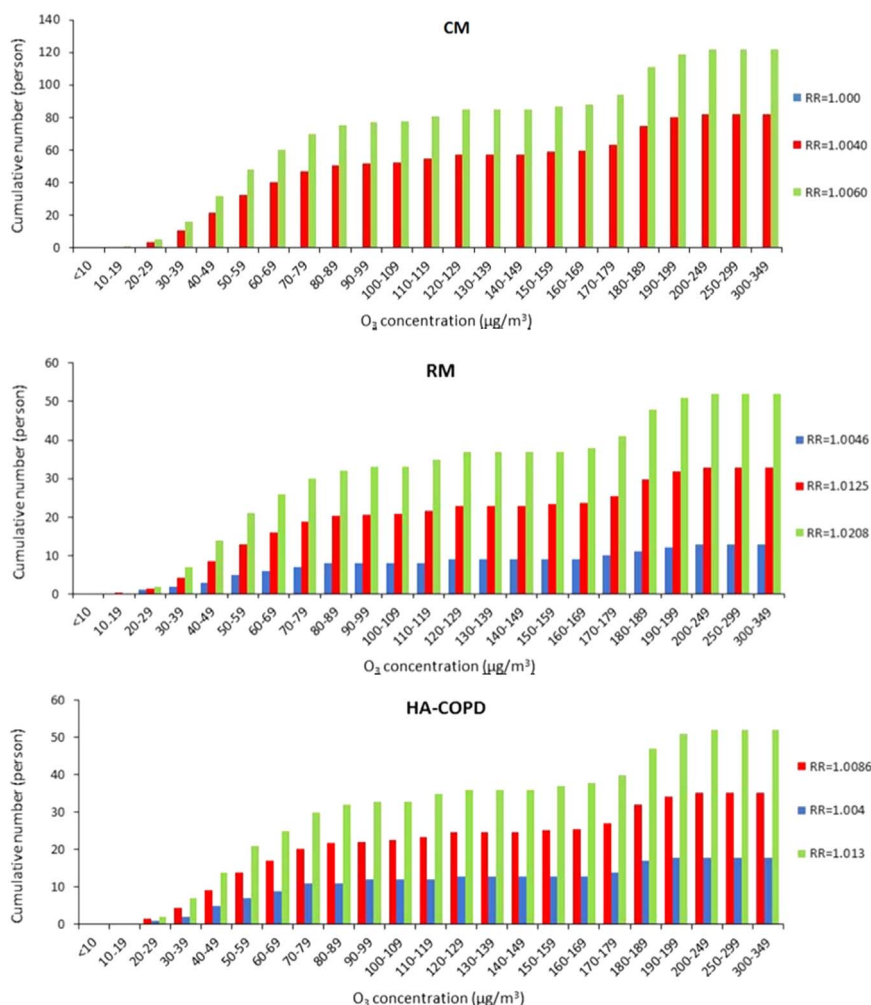 CM
Cumulative number (person)
140
120
100
80
60
40
20
0
<10 10-19 20-29 30-39 40-49 50-59 60-69 70-79 80-89 90-99 100-109 110-119 120-129 130-139 140-149 150-159 160-169 170-179 180-189 190-199 200-249 250-299 300-349
O₃ concentration (µg/m³)
RR=1.000
RR=1.0040
RR=1.0060
RM
Cumulative number (person)
60
50
40
30
20
10
0
<10 10-19 20-29 30-39 40-49 50-59 60-69 70-79 80-89 90-99 100-109 110-119 120-129 130-139 140-149 150-159 160-169 170-179 180-189 190-199 200-249 250-299 300-349
O₃ concentration (µg/m³)
RR=1.0046
RR=1.0125
RR=1.0208
HA-COPD
Cumulative number (person)
60
50
40
30
20
10
0
<10 10-19 20-29 30-39 40-49 50-59 60-69 70-79 80-89 90-99 100-109 110-119 120-129 130-139 140-149 150-159 160-169 170-179 180-189 190-199 200-249 250-299 300-349
O₃ concentration (µg/m³)
RR=1.0086
RR=1.004
RR=1.013